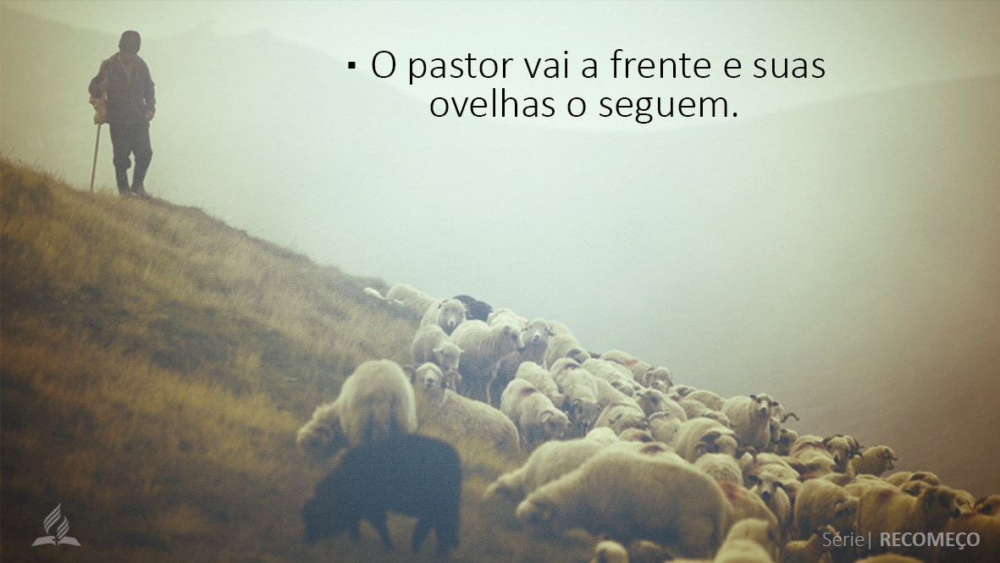 ▪ O pastor vai a frente e suas
ovelhas o seguem.
Série| RECOMEÇO